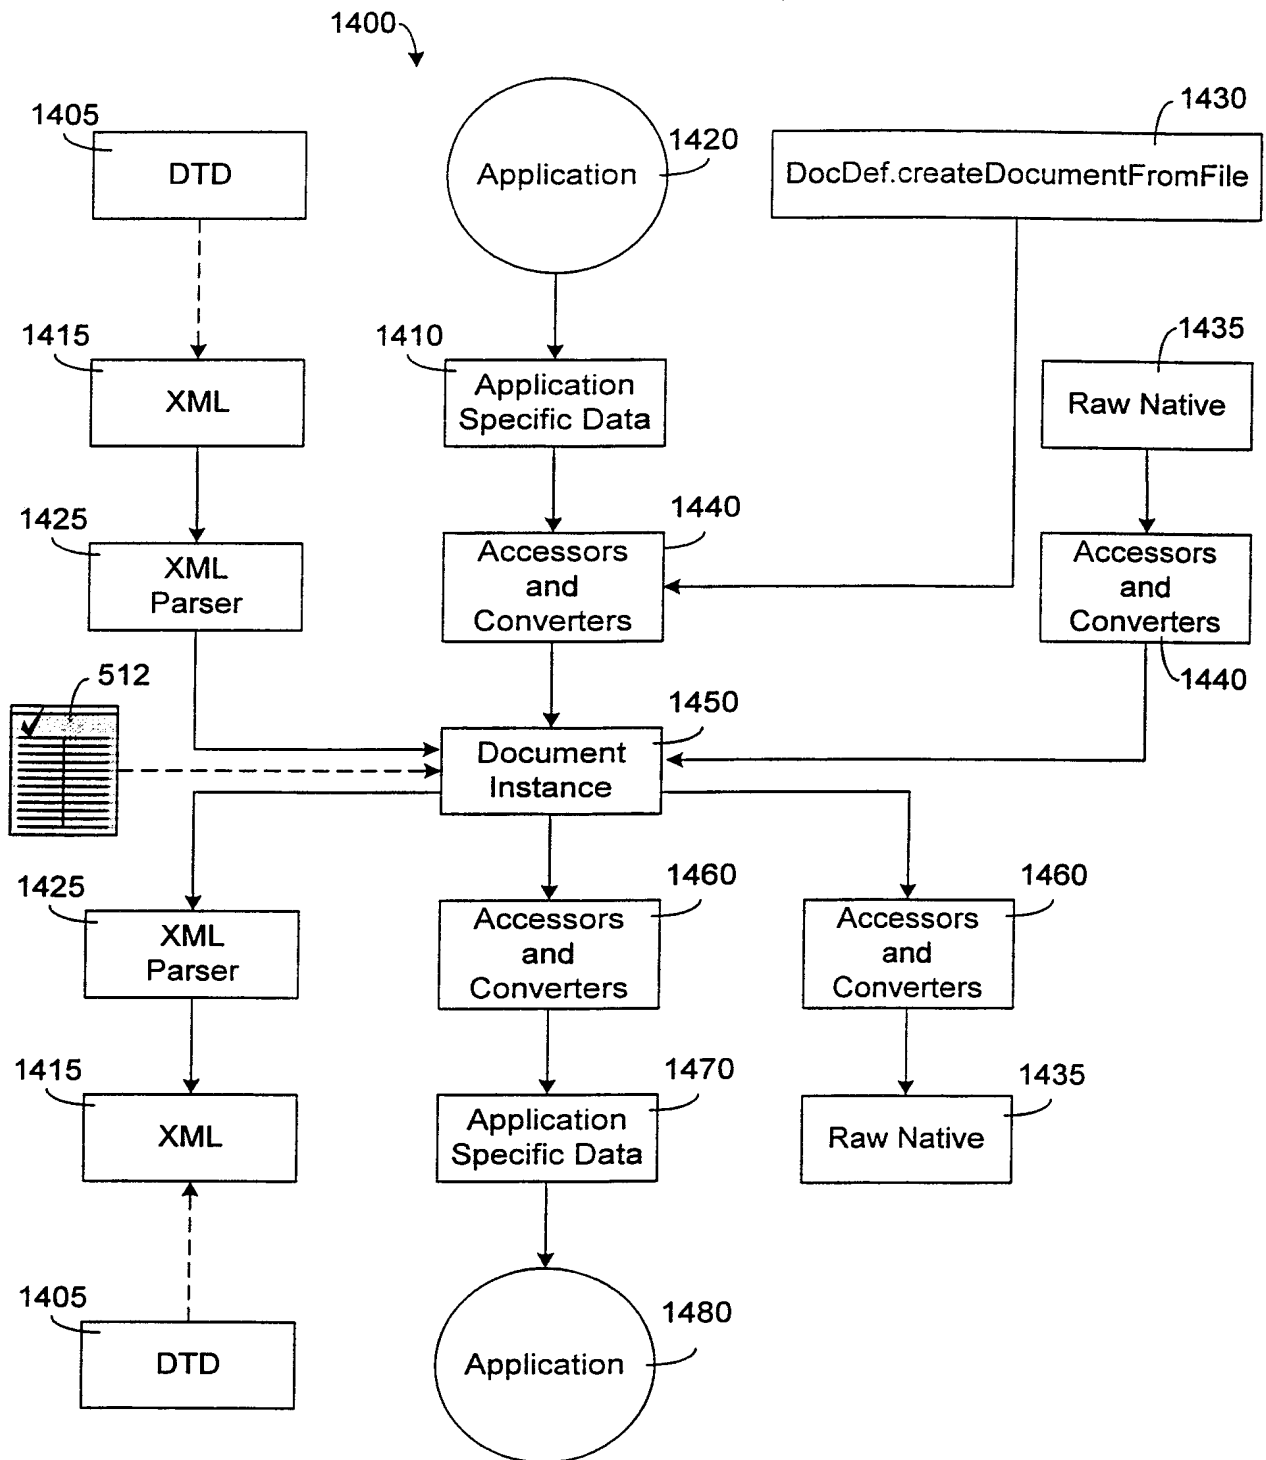 1400
1405
DTD
1420
Application
1430
DocDef.createDocumentFromFile
1415
XML
1410
Application
Specific Data
1435
Raw Native
1425
XML
Parser
1440
Accessors
and
Converters
Accessors
and
Converters
1440
512
1450
Document
Instance
1425
XML
Parser
1460
Accessors
and
Converters
1460
Accessors
and
Converters
1415
XML
1470
Application
Specific Data
1435
Raw Native
1405
DTD
1480
Application